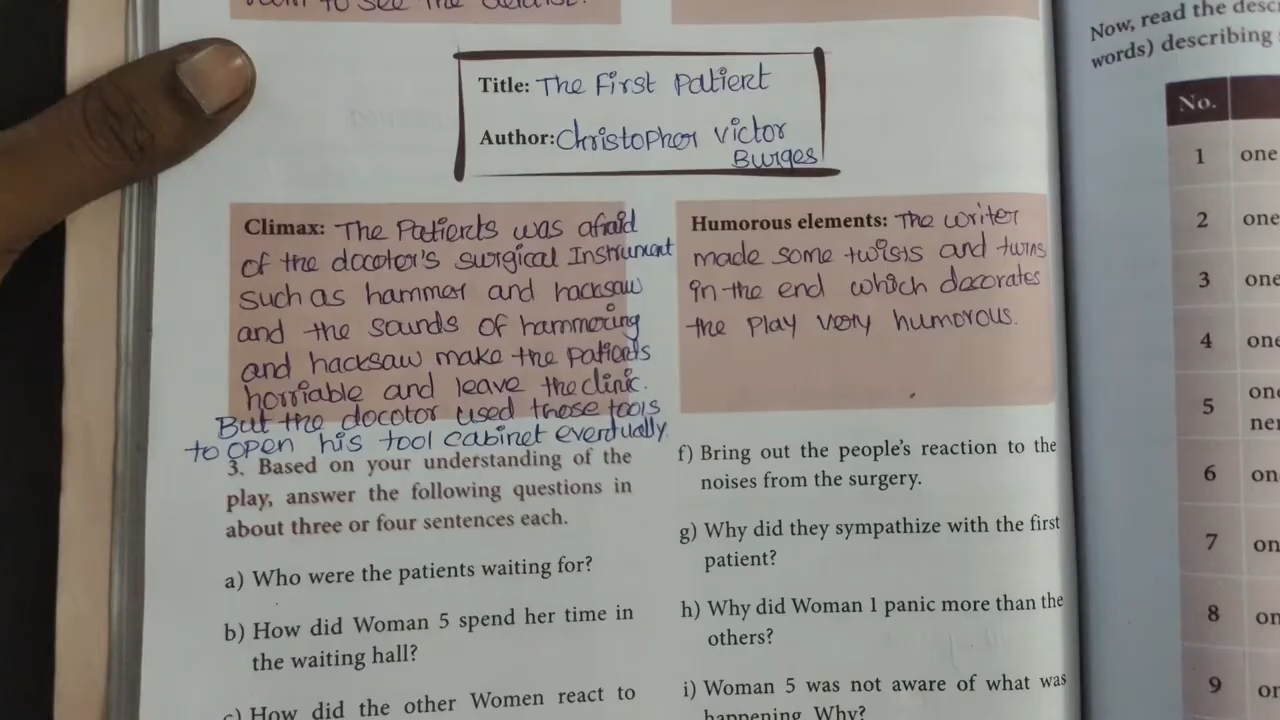 Title: The First Patient
Author: Christopher Victor
Burges
Climax: The Patients was afraid
of the docotor's surgical Instrument
such as hammer and hacksaw
and the sounds of hammering
and hacksaw make the patients
horriable and leave the clinic.
But the docotor used those tools
to open his tool cabinet eventually.
Humorous elements: The writer
made some twists and turns
in the end which decorates
the play very humorous.
3. Based on your understanding of the
play, answer the following questions in
about three or four sentences each.
a) Who were the patients waiting for?
b) How did Woman 5 spend her time in
the waiting hall?
c) How did the other Women react to
f) Bring out the people's reaction to the
noises from the surgery.
g) Why did they sympathize with the first
patient?
h) Why did Woman 1 panic more than the
others?
i) Woman 5 was not aware of what was
happening. Why?
Now, read the desc
words) describing
No.
1 one
2 one
3 one
4 one
5 one
ner
6 on
7 on
8 on
9 on